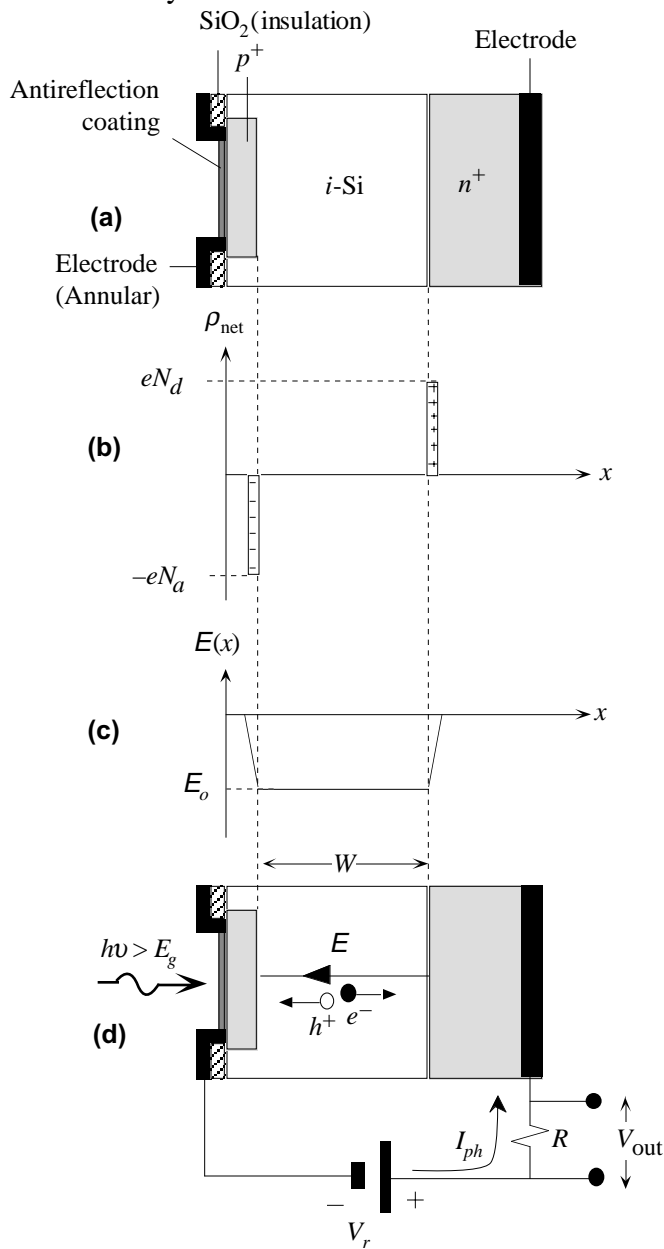 SiO2(insulation)
Electrode
p+
Antireflection
coating
i-Si
n+
(a)
Electrode
(Annular)
ρnet
eNd
(b)
x
–eNa
E(x)
x
(c)
Eo
W
hυ > Eg
E
h+
e–
(d)
Iph
R
Vout
–
+
Vr